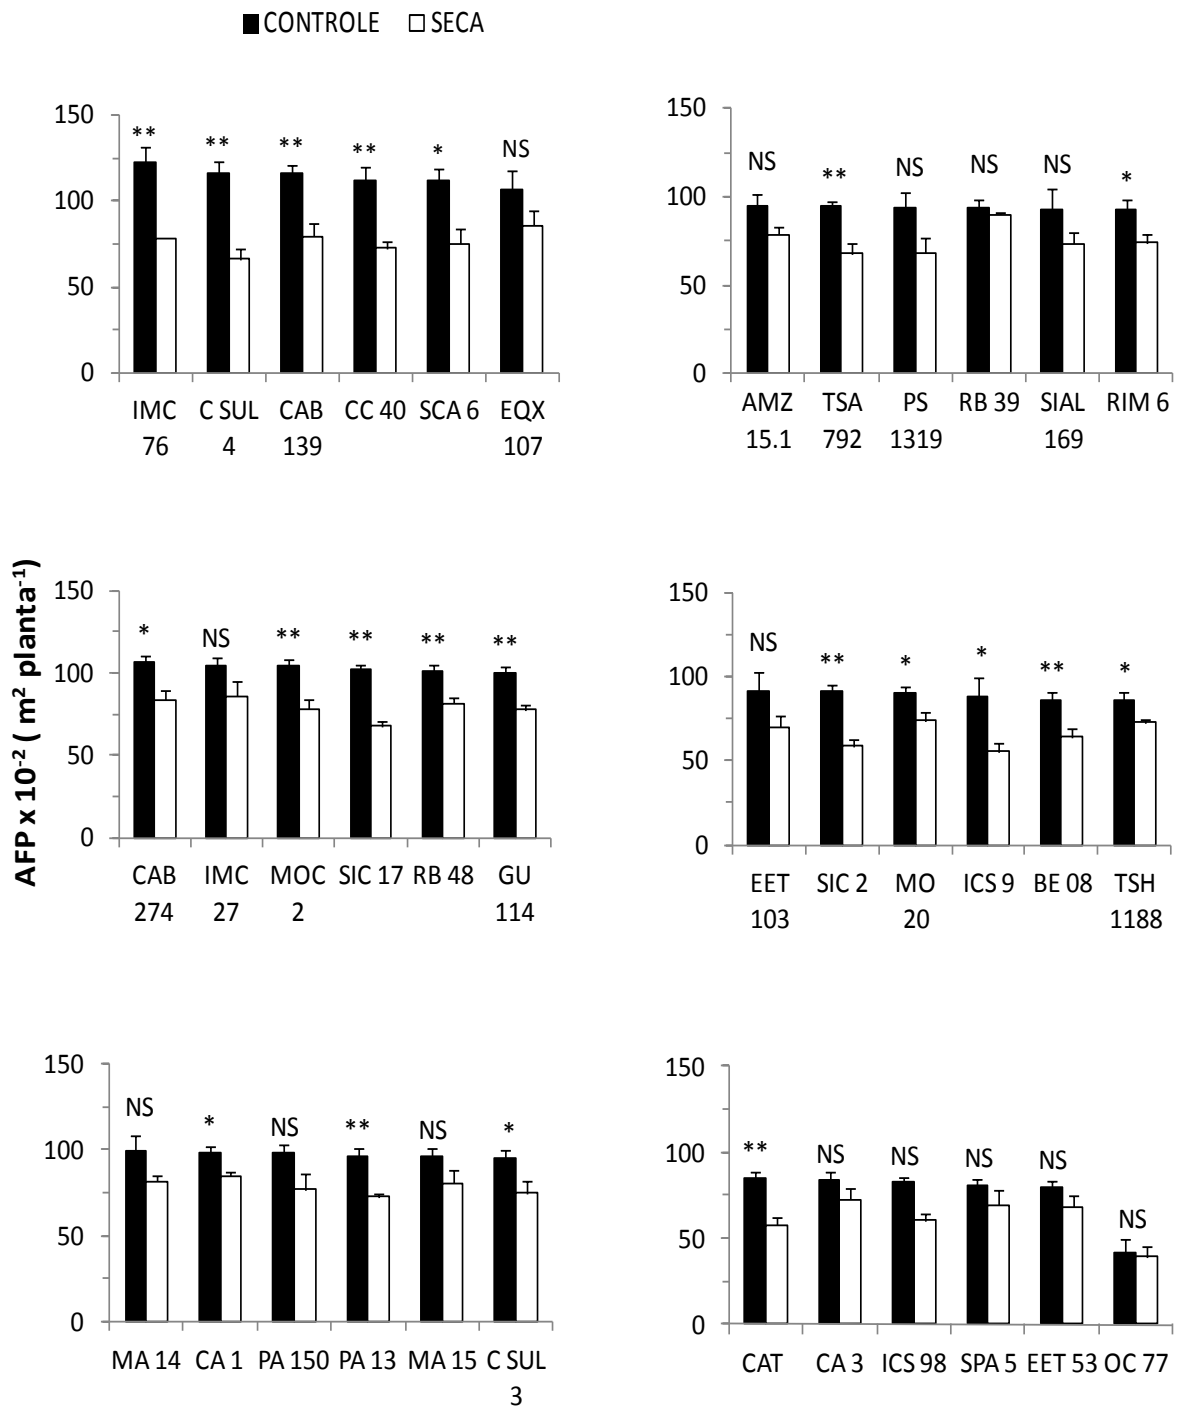 CONTROLE SECA
150
100
50
0
** ** ** ** * NS
IMC C SUL CAB CC 40 SCA 6 EQX
76 4 139 107
150
100
50
0
NS ** NS NS NS *
AMZ TSA PS RB 39 SIAL RIM 6
15.1 792 1319 169
AFP x 10⁻² ( m² planta⁻¹)
150
100
50
0
* NS ** ** ** **
CAB IMC MOC SIC 17 RB 48 GU
274 27 2 114
150
100
50
0
NS ** * * ** *
EET SIC 2 MO ICS 9 BE 08 TSH
103 20 1188
150
100
50
0
NS * NS ** NS *
MA 14 CA 1 PA 150 PA 13 MA 15 C SUL
3
150
100
50
0
** NS NS NS NS NS
CAT CA 3 ICS 98 SPA 5 EET 53 OC 77